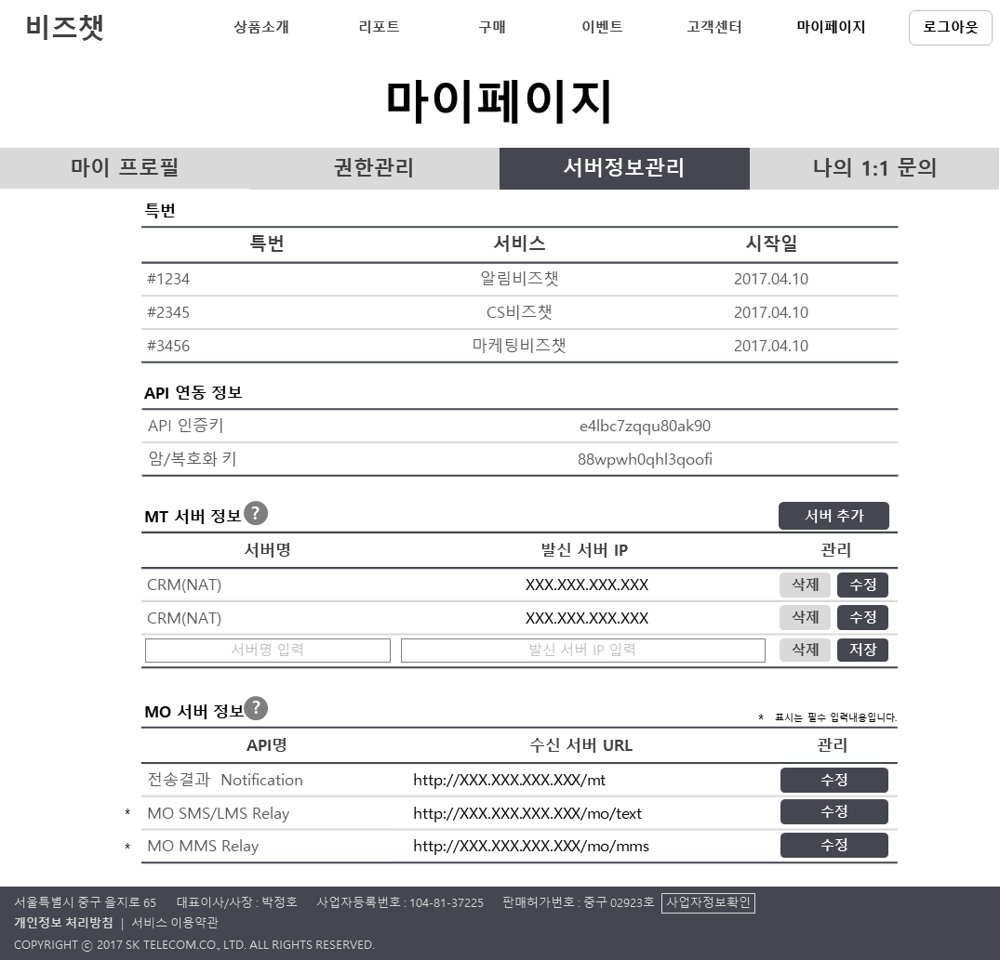 비즈챗 상품소개 리포트 구매 이벤트 고객센터 마이페이지 로그아웃
마이페이지
마이 프로필 권한관리 서버정보관리 나의 1:1 문의
특번
특번 서비스 시작일
#1234 알림비즈챗 2017.04.10
#2345 CS비즈챗 2017.04.10
#3456 마케팅비즈챗 2017.04.10
API 연동 정보
API 인증키 e4lbc7zqqu80ak90
암/복호화 키 88wpwh0qhl3qoofi
MT 서버 정보 ? 서버 추가
서버명 발신 서버 IP 관리
CRM(NAT) XXX.XXX.XXX.XXX 삭제 수정
CRM(NAT) XXX.XXX.XXX.XXX 삭제 수정
서버명 입력 발신 서버 IP 입력 삭제 저장
MO 서버 정보 ? * 표시는 필수 입력내용입니다.
API명 수신 서버 URL 관리
전송결과 Notification http://XXX.XXX.XXX.XXX/mt 수정
* MO SMS/LMS Relay http://XXX.XXX.XXX.XXX/mo/text 수정
* MO MMS Relay http://XXX.XXX.XXX.XXX/mo/mms 수정
서울특별시 중구 을지로 65 대표이사/사장 : 박정호 사업자등록번호 : 104-81-37225 판매허가번호 : 중구 02923호 사업자정보확인
개인정보 처리방침 | 서비스 이용약관
COPYRIGHT ⓒ 2017 SK TELECOM.CO., LTD. ALL RIGHTS RESERVED.